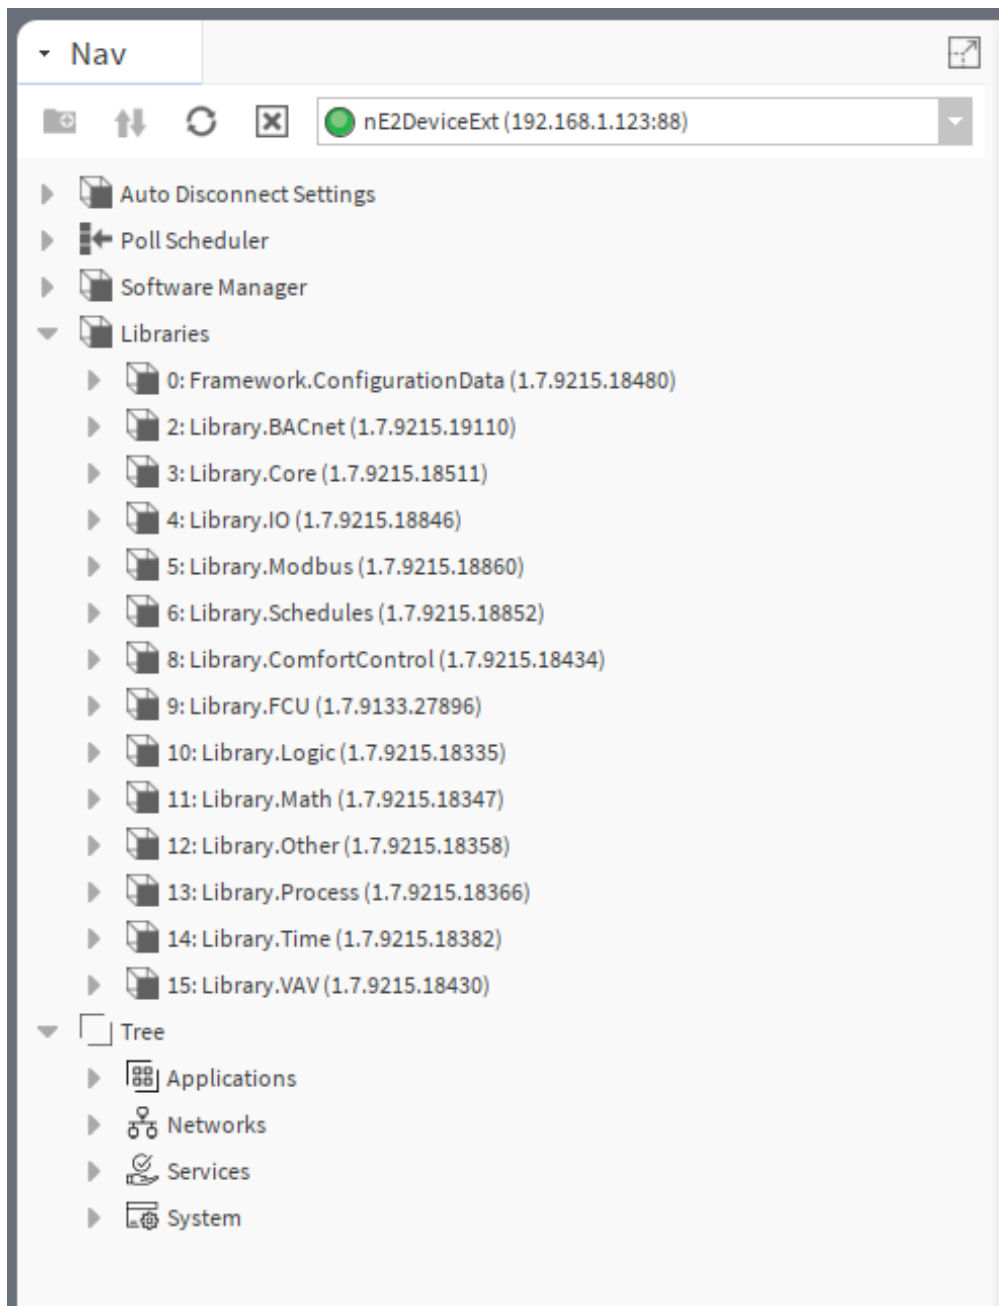 Nav
nE2DeviceExt (192.168.1.123:88)
Auto Disconnect Settings
Poll Scheduler
Software Manager
Libraries
0: Framework.ConfigurationData (1.7.9215.18480)
2: Library.BACnet (1.7.9215.19110)
3: Library.Core (1.7.9215.18511)
4: Library.IO (1.7.9215.18846)
5: Library.Modbus (1.7.9215.18860)
6: Library.Schedules (1.7.9215.18852)
8: Library.ComfortControl (1.7.9215.18434)
9: Library.FCU (1.7.9133.27896)
10: Library.Logic (1.7.9215.18335)
11: Library.Math (1.7.9215.18347)
12: Library.Other (1.7.9215.18358)
13: Library.Process (1.7.9215.18366)
14: Library.Time (1.7.9215.18382)
15: Library.VAV (1.7.9215.18430)
Tree
Applications
Networks
Services
System